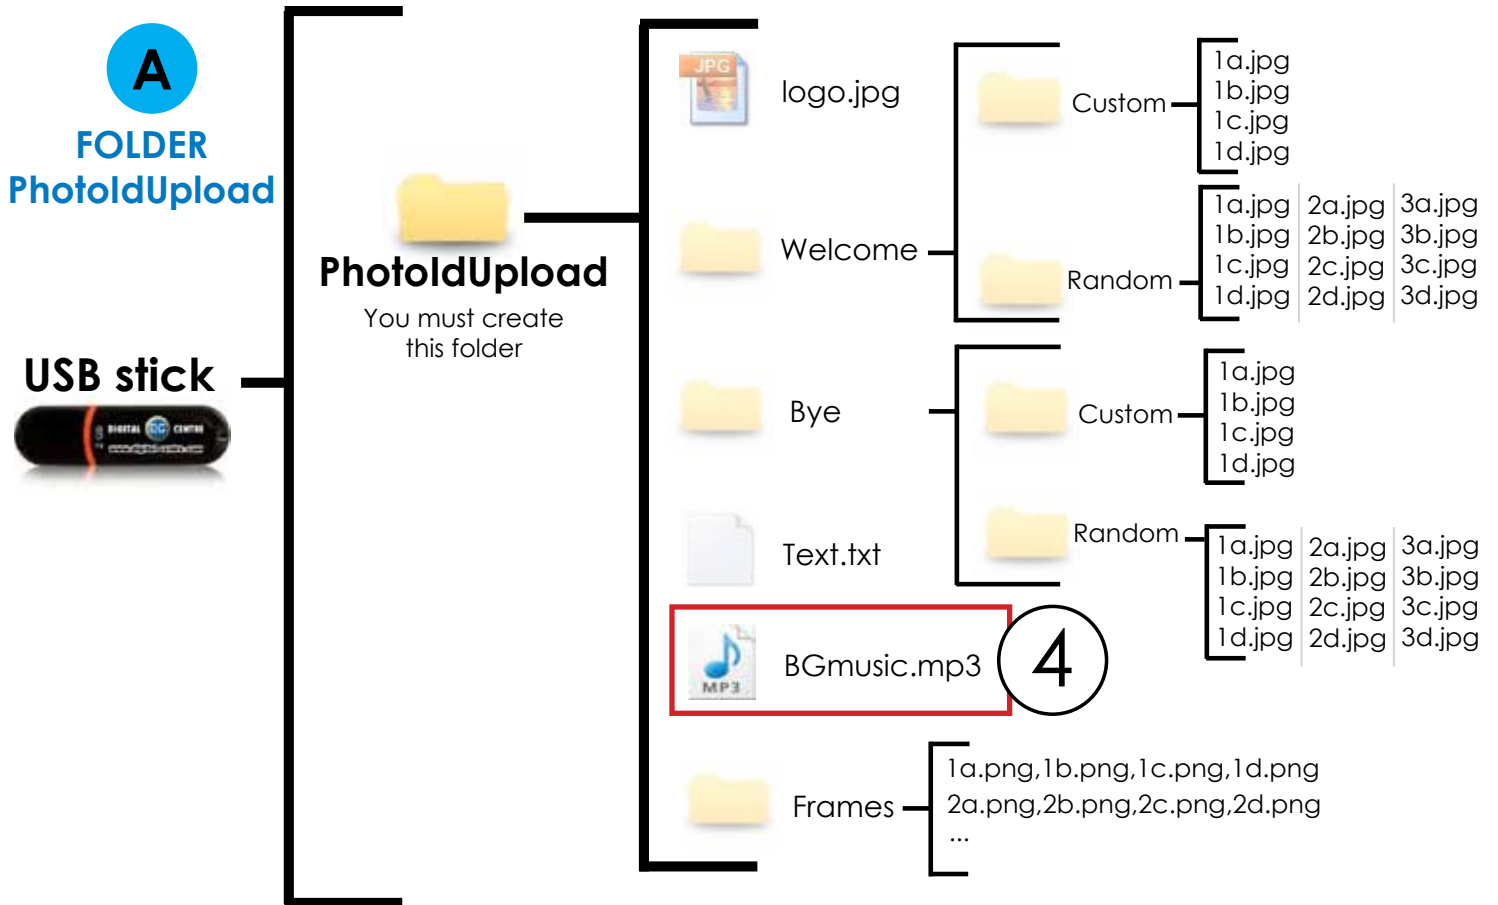 A
FOLDER
PhotoIdUpload
USB stick
DIGITAL DC CENTRE
PhotoIdUpload
You must create
this folder
JPG
logo.jpg
Welcome
Custom
1a.jpg
1b.jpg
1c.jpg
1d.jpg
Random
1a.jpg 2a.jpg 3a.jpg
1b.jpg 2b.jpg 3b.jpg
1c.jpg 2c.jpg 3c.jpg
1d.jpg 2d.jpg 3d.jpg
Bye
Custom
1a.jpg
1b.jpg
1c.jpg
1d.jpg
Random
1a.jpg 2a.jpg 3a.jpg
1b.jpg 2b.jpg 3b.jpg
1c.jpg 2c.jpg 3c.jpg
1d.jpg 2d.jpg 3d.jpg
Text.txt
MP3
BGmusic.mp3
4
Frames
1a.png,1b.png,1c.png,1d.png
2a.png,2b.png,2c.png,2d.png
...